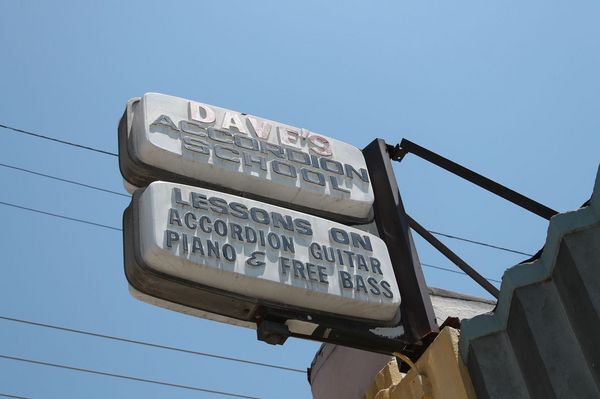 DAVE'S
ACCORDION
SCHOOL
LESSONS ON
ACCORDION GUITAR
PIANO & FREE BASS